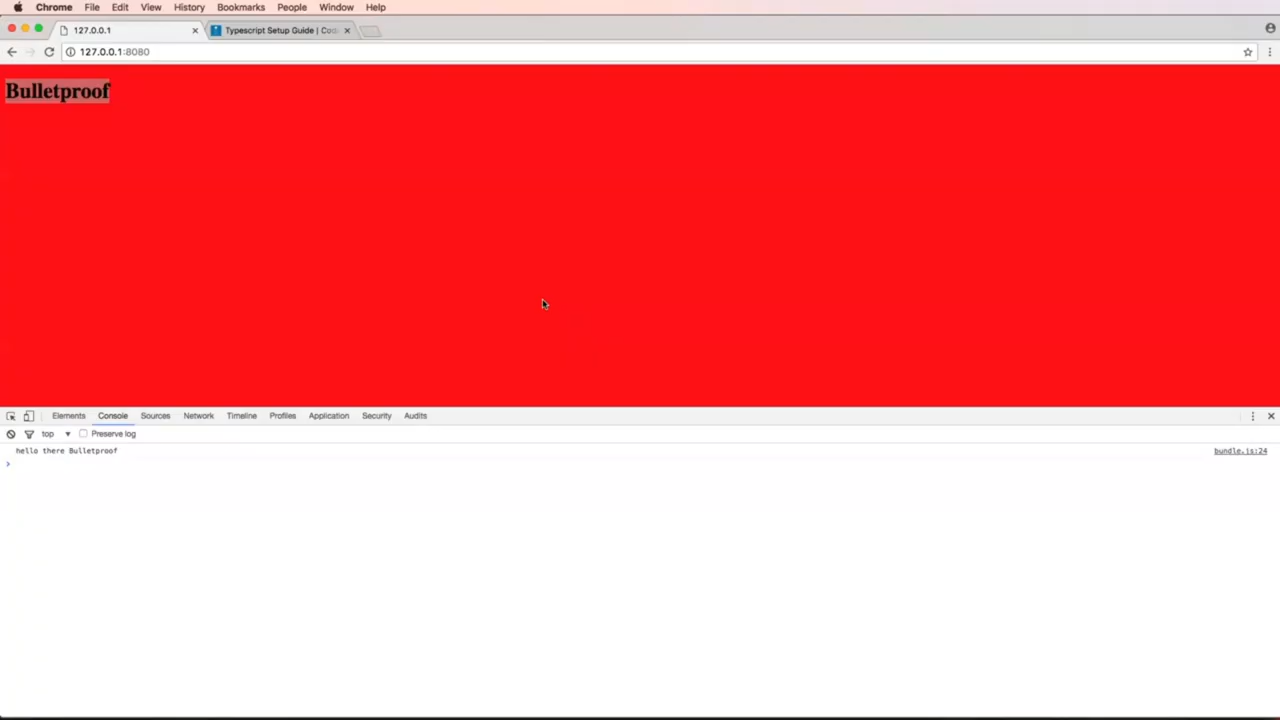 Chrome File Edit View History Bookmarks People Window Help
127.0.0.1 Typescript Setup Guide | Cod
127.0.0.1:8080
Bulletproof
Elements Console Sources Network Timeline Profiles Application Security Audits
top Preserve log
hello there Bulletproof bundle.js:24